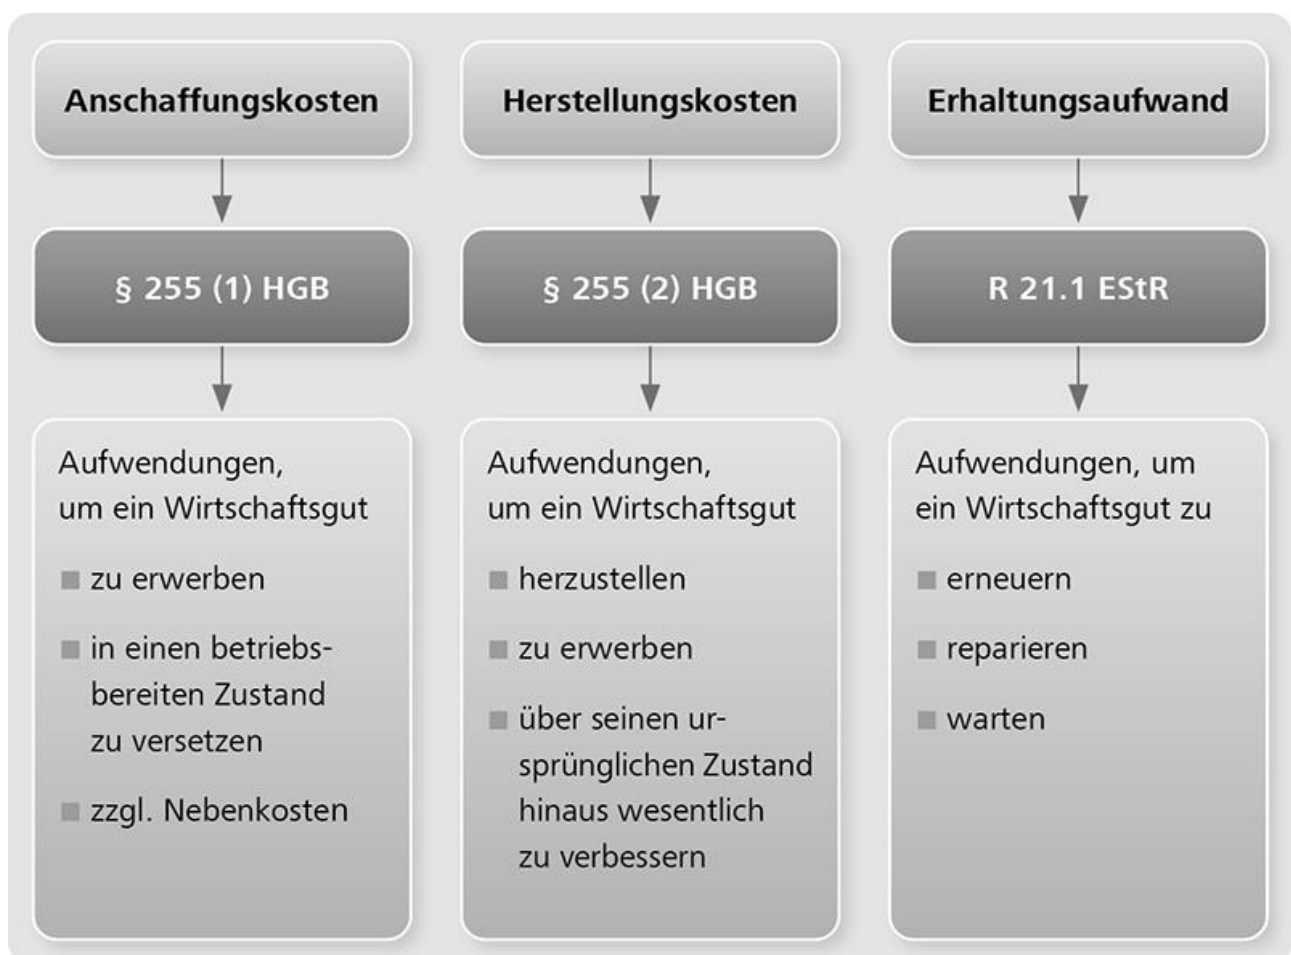 Anschaffungskosten
§ 255 (1) HGB
Aufwendungen,
um ein Wirtschaftsgut
zu erwerben
in einen betriebs-
bereiten Zustand
zu versetzen
zzgl. Nebenkosten
Herstellungskosten
§ 255 (2) HGB
Aufwendungen,
um ein Wirtschaftsgut
herzustellen
zu erwerben
über seinen ur-
sprünglichen Zustand
hinaus wesentlich
zu verbessern
Erhaltungsaufwand
R 21.1 EStR
Aufwendungen, um
ein Wirtschaftsgut zu
erneuern
reparieren
warten